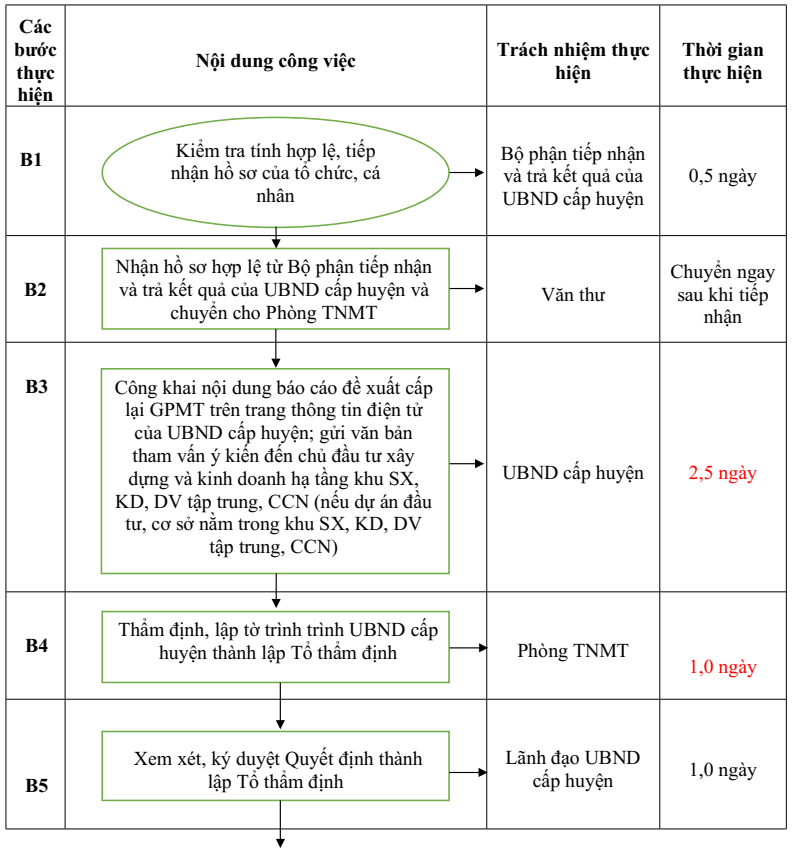 Các
bước
thực
hiện
Nội dung công việc
Trách nhiệm thực
hiện
Thời gian
thực hiện
B1
Kiểm tra tính hợp lệ, tiếp
nhận hồ sơ của tổ chức, cá
nhân
Bộ phận tiếp nhận
và trả kết quả của
UBND cấp huyện
0,5 ngày
B2
Nhận hồ sơ hợp lệ từ Bộ phận tiếp nhận
và trả kết quả của UBND cấp huyện và
chuyển cho Phòng TNMT
Văn thư
Chuyển ngay
sau khi tiếp
nhận
B3
Công khai nội dung báo cáo đề xuất cấp
lại GPMT trên trang thông tin điện tử
của UBND cấp huyện; gửi văn bản
tham vấn ý kiến đến chủ đầu tư xây
dựng và kinh doanh hạ tầng khu SX,
KD, DV tập trung, CCN (nếu dự án đầu
tư, cơ sở nằm trong khu SX, KD, DV
tập trung, CCN)
UBND cấp huyện
2,5 ngày
B4
Thẩm định, lập tờ trình trình UBND cấp
huyện thành lập Tổ thẩm định
Phòng TNMT
1,0 ngày
B5
Xem xét, ký duyệt Quyết định thành
lập Tổ thẩm định
Lãnh đạo UBND
cấp huyện
1,0 ngày